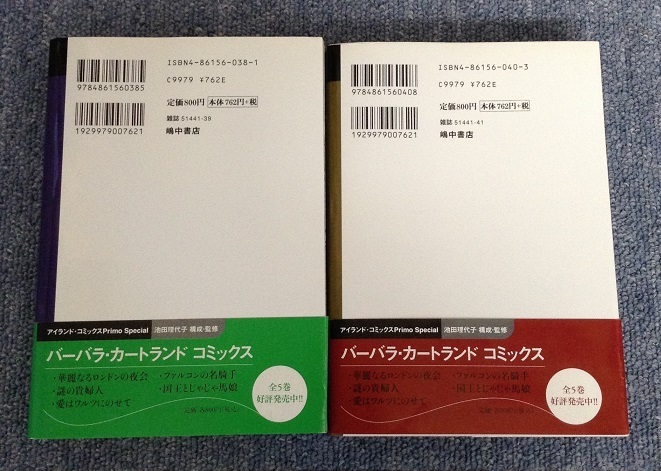 ISBN4-86156-038-1
C9979 ¥762E
9784861560385
定価800円 本体762円+税
雑誌 51441-39
1929979007621
嶋中書店
アイランド・コミックスPrimo Special 池田理代子 構成・監修
バーバラ・カートランド コミックス
・華麗なるロンドンの夜会 ・ファルコンの名騎手
・謎の貴婦人 ・国王とじゃじゃ馬娘
・愛はワルツにのせて
全5巻
好評発売中!!
ISBN4-86156-040-3
C9979 ¥762E
9784861560408
定価800円 本体762円+税
雑誌 51441-41
1929979007621
嶋中書店
アイランド・コミックスPrimo Special 池田理代子 構成・監修
バーバラ・カートランド コミックス
・華麗なるロンドンの夜会 ・ファルコンの名騎手
・謎の貴婦人 ・国王とじゃじゃ馬娘
・愛はワルツにのせて
全5巻
好評発売中!!